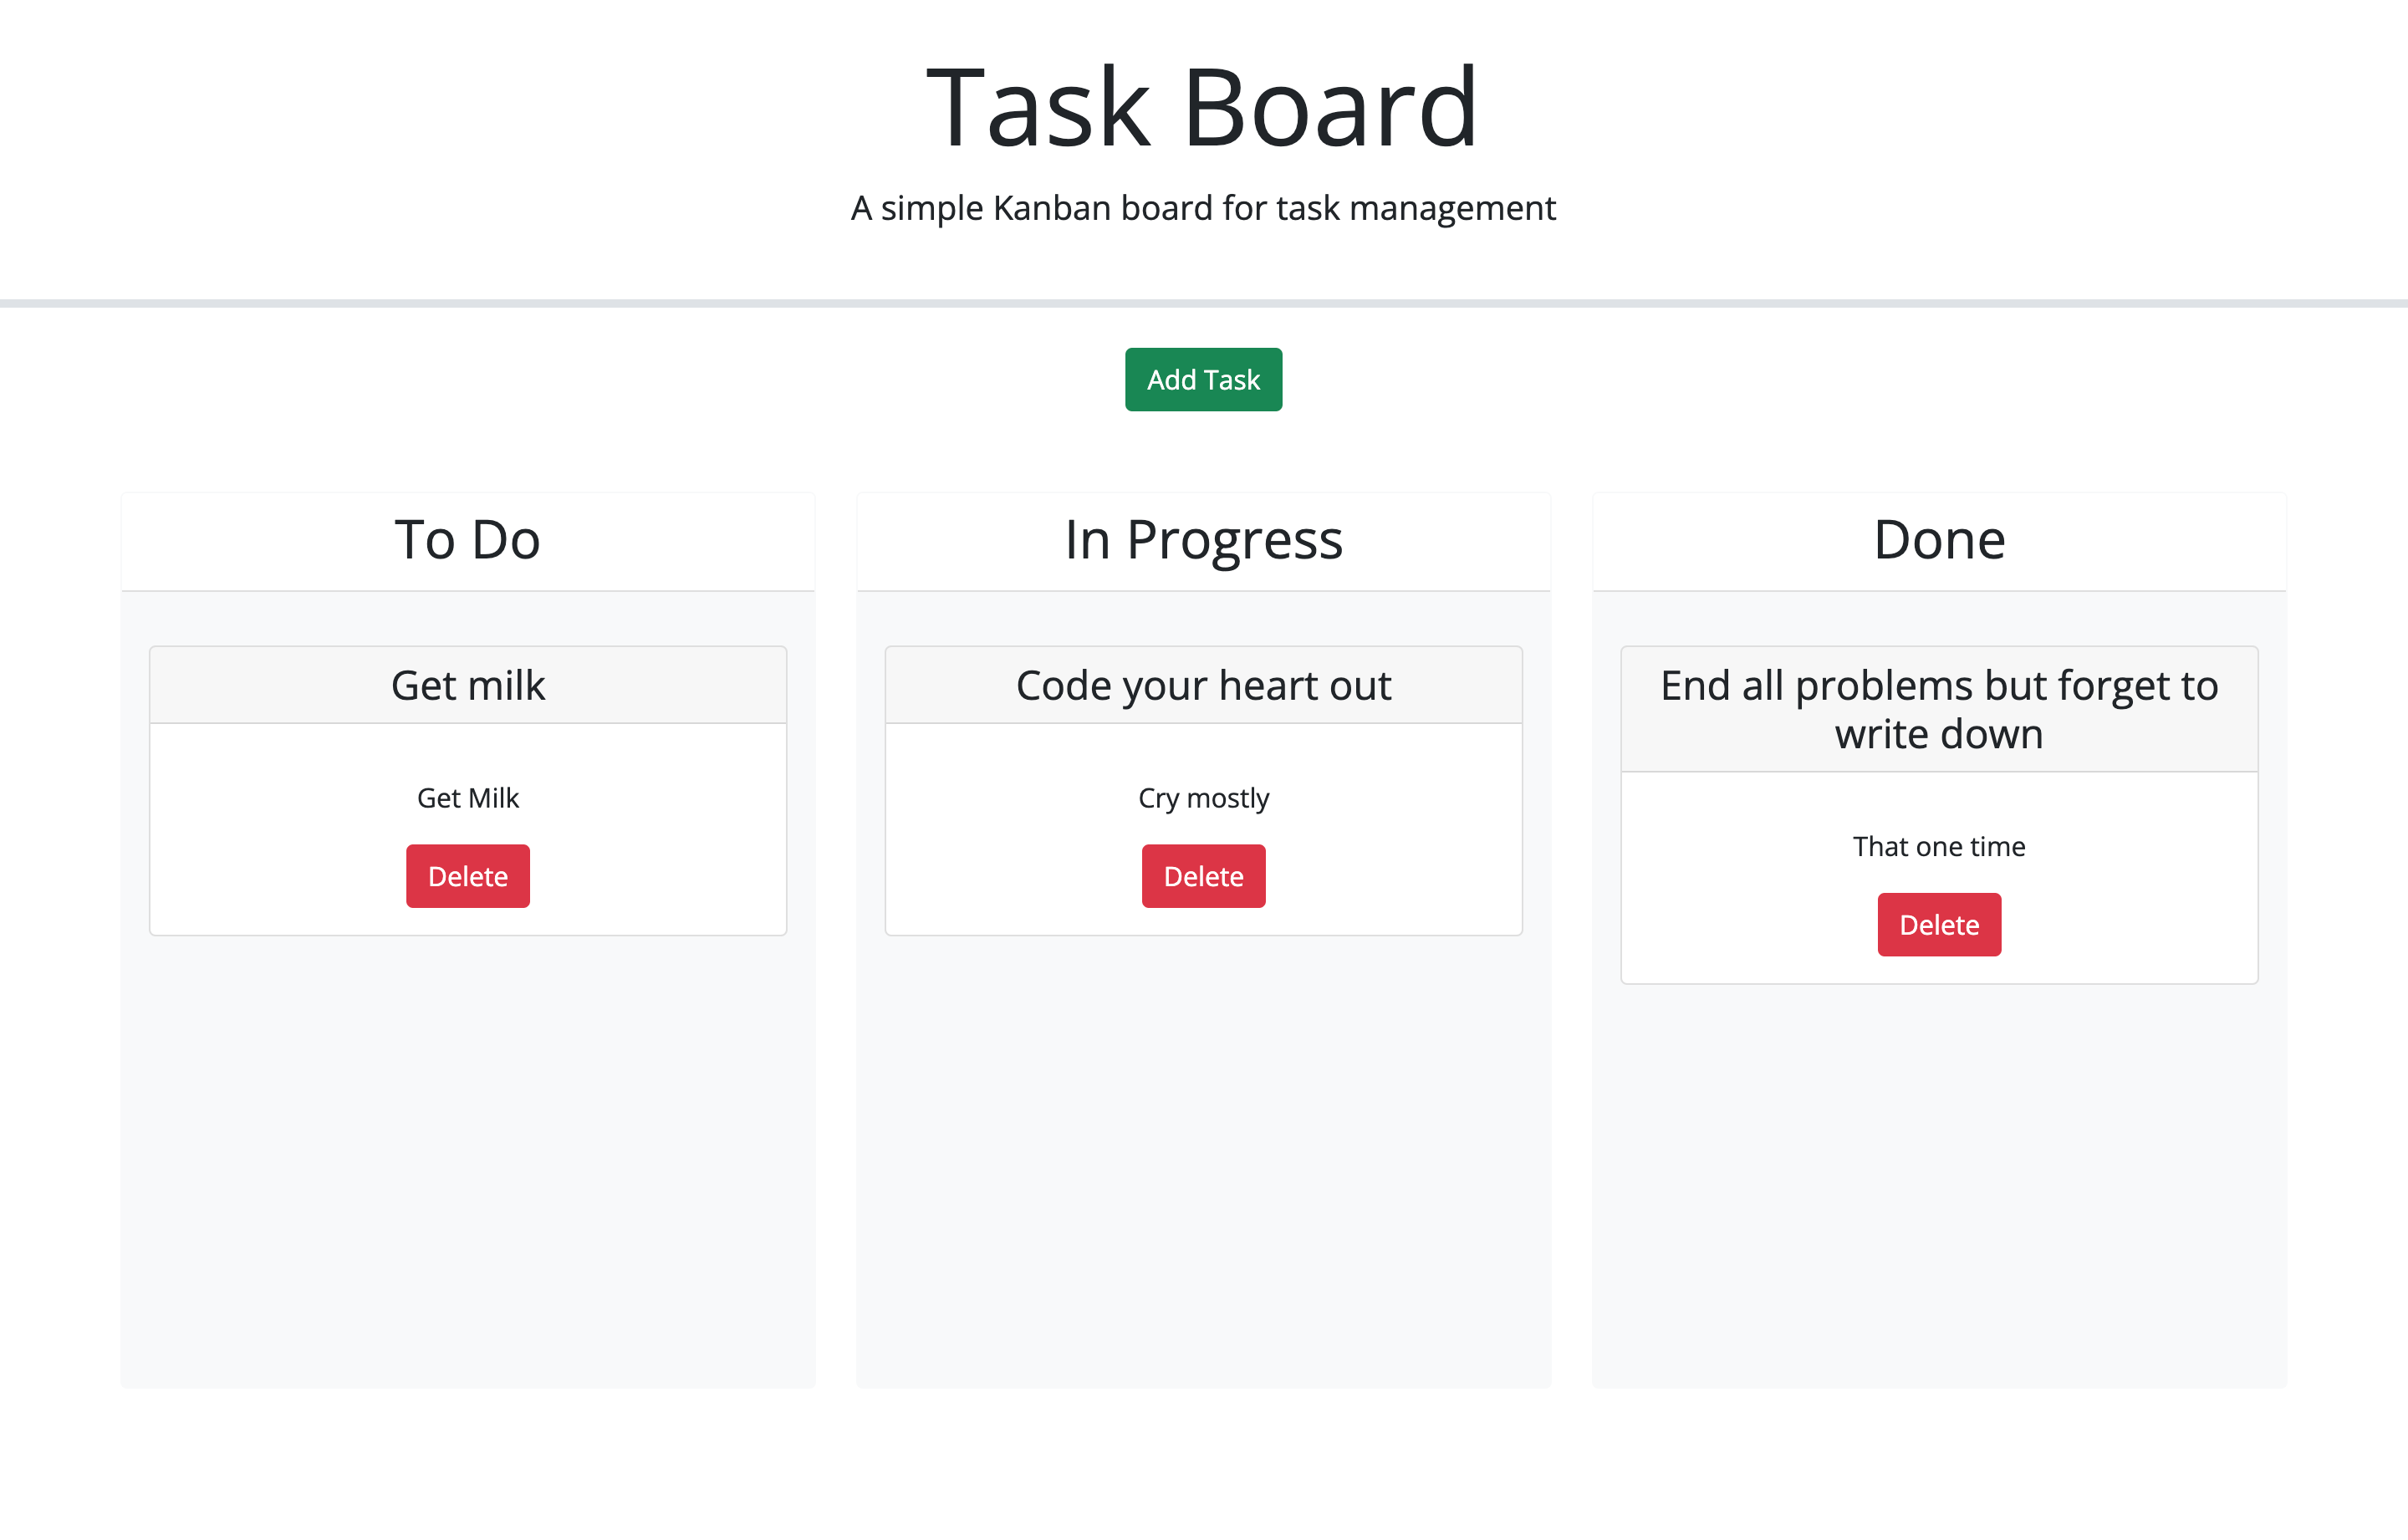 Task Board
A simple Kanban board for task management
Add Task
To Do
Get milk
Get Milk
Delete
In Progress
Code your heart out
Cry mostly
Delete
Done
End all problems but forget to
write down
That one time
Delete